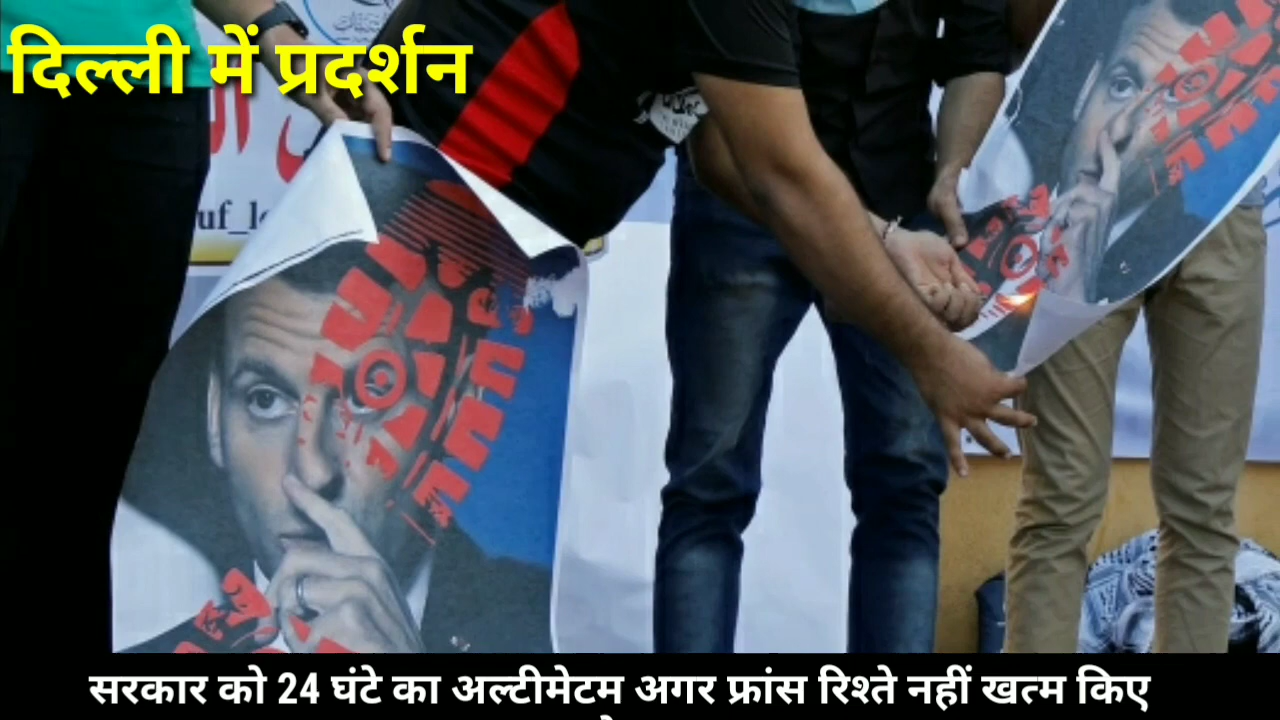 दिल्ली में प्रदर्शन
सरकार को 24 घंटे का अल्टीमेटम अगर फ्रांस रिश्ते नहीं खत्म किए